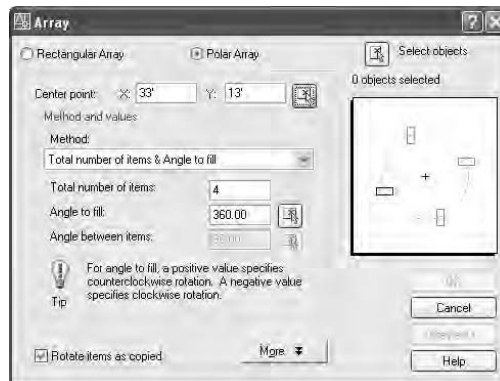 Array
Rectangular Array
Polar Array
Select objects
0 objects selected
Center point: X: 33' Y: 13'
Method and values
Method:
Total number of items & Angle to fill
Total number of items: 4
Angle to fill: 360.00
Angle between items:
Tip
For angle to fill, a positive value specifies
counterclockwise rotation. A negative value
specifies clockwise rotation.
Rotate items as copied
More
Cancel
Help